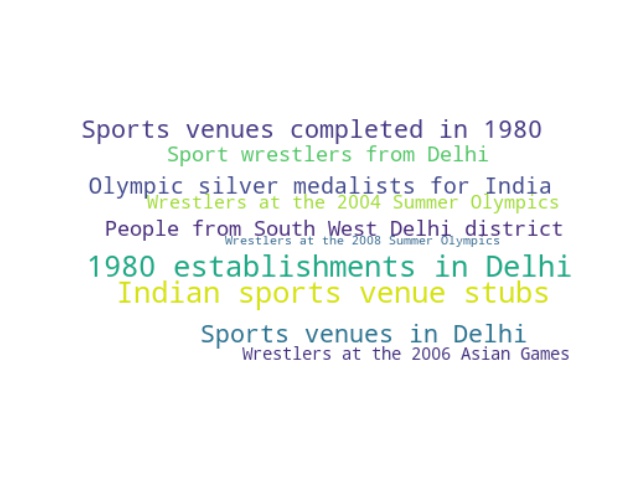 Sports venues completed in 1980
Sport wrestlers from Delhi
Olympic silver medalists for India
Wrestlers at the 2004 Summer Olympics
People from South West Delhi district
Wrestlers at the 2008 Summer Olympics
1980 establishments in Delhi
Indian sports venue stubs
Sports venues in Delhi
Wrestlers at the 2006 Asian Games